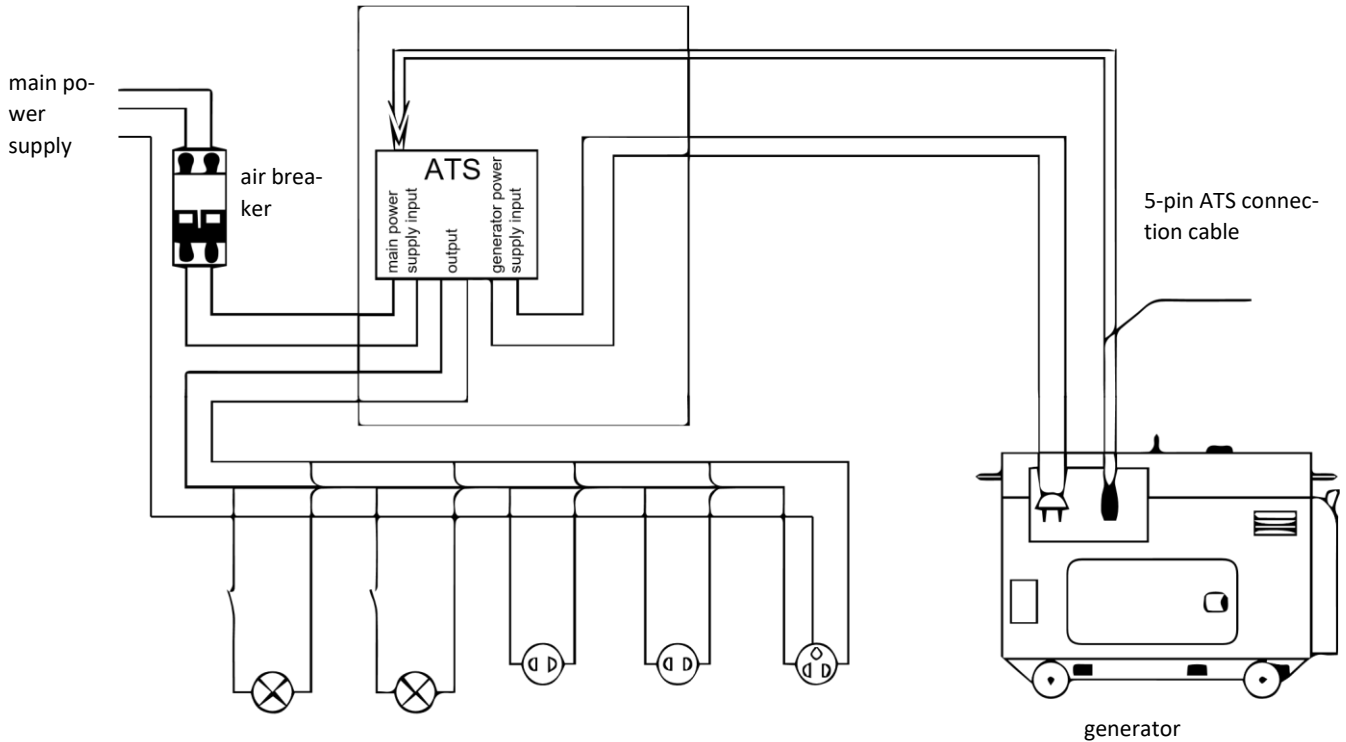 main po-
wer
supply
air brea-
ker
ATS
main power
supply input
output
generator power
supply input
5-pin ATS connec-
tion cable
generator